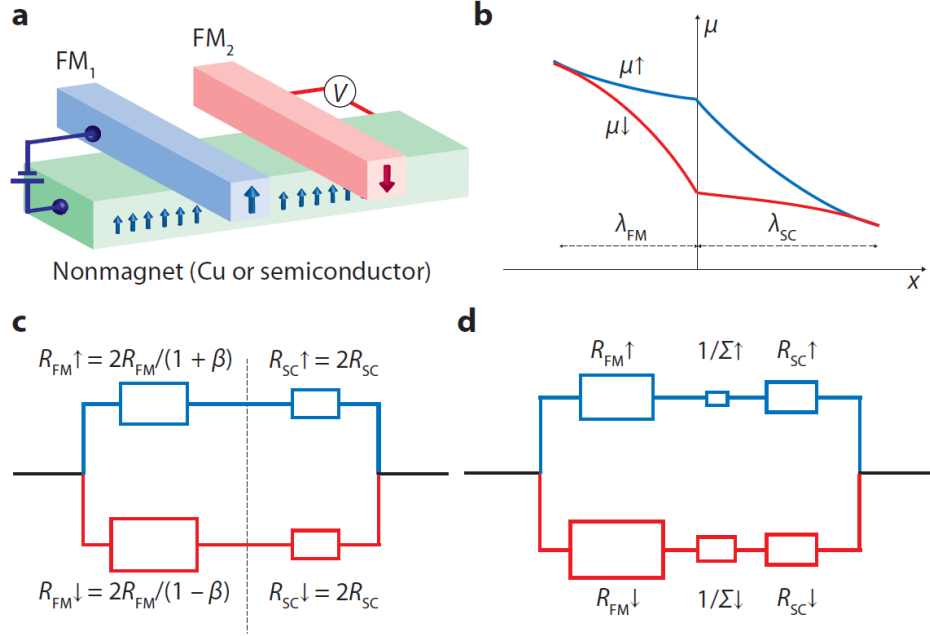 a
FM₁
FM₂
V
Nonmagnet (Cu or semiconductor)
b
μ
μ↑
μ↓
λFM
λSC
x
c
RFM↑ = 2RFM/(1 + β)
RSC↑ = 2RSC
RFM↓ = 2RFM/(1 − β)
RSC↓ = 2RSC
d
RFM↑
1/Σ↑
RSC↑
RFM↓
1/Σ↓
RSC↓